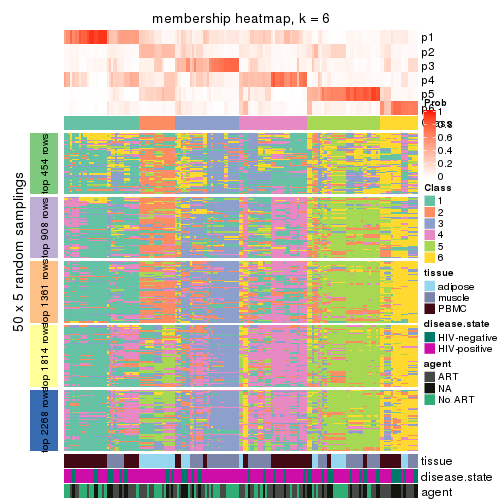 membership heatmap, k = 6
p1
p2
p3
p4
p5
Prob
1
0.8
0.6
0.4
0.2
0
Class
1
2
3
4
5
6
tissue
adipose
muscle
PBMC
disease.state
HIV-negative
HIV-positive
agent
ART
NA
No ART
50 x 5 random samplings
top 454 rows
top 908 rows
top 1361 rows
top 1814 rows
top 2268 rows
tissue
disease.state
agent